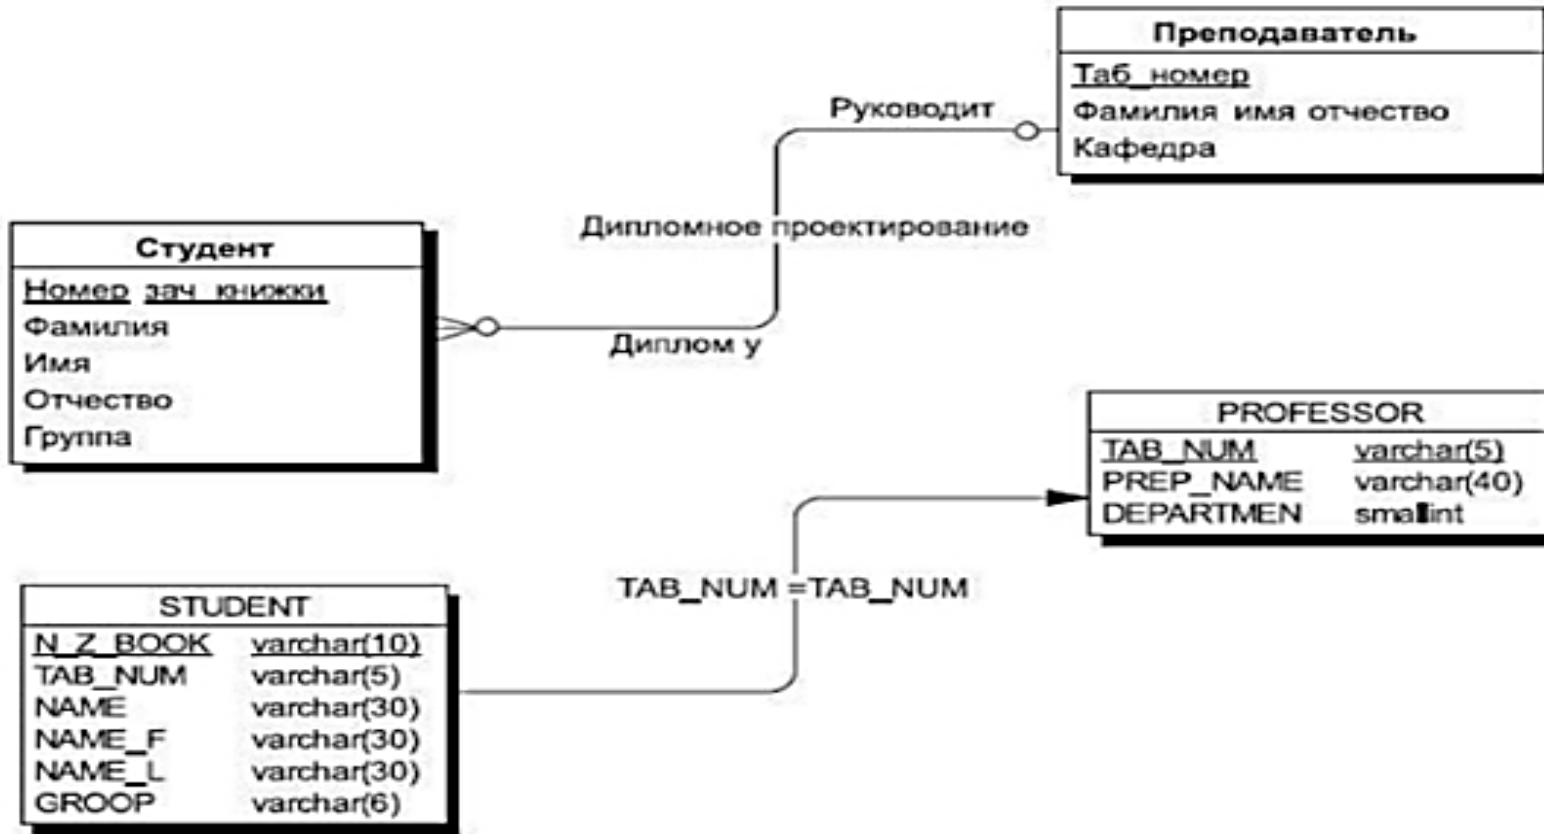 Преподаватель
Таб_номер
Фамилия имя отчество
Кафедра
Руководит
Дипломное проектирование
Диплом у
Студент
Номер зач_книжки
Фамилия
Имя
Отчество
Группа
PROFESSOR
TAB_NUM varchar(5)
PREP_NAME varchar(40)
DEPARTMEN smallint
TAB_NUM =TAB_NUM
STUDENT
N_Z_BOOK varchar(10)
TAB_NUM varchar(5)
NAME varchar(30)
NAME_F varchar(30)
NAME_L varchar(30)
GROOP varchar(6)